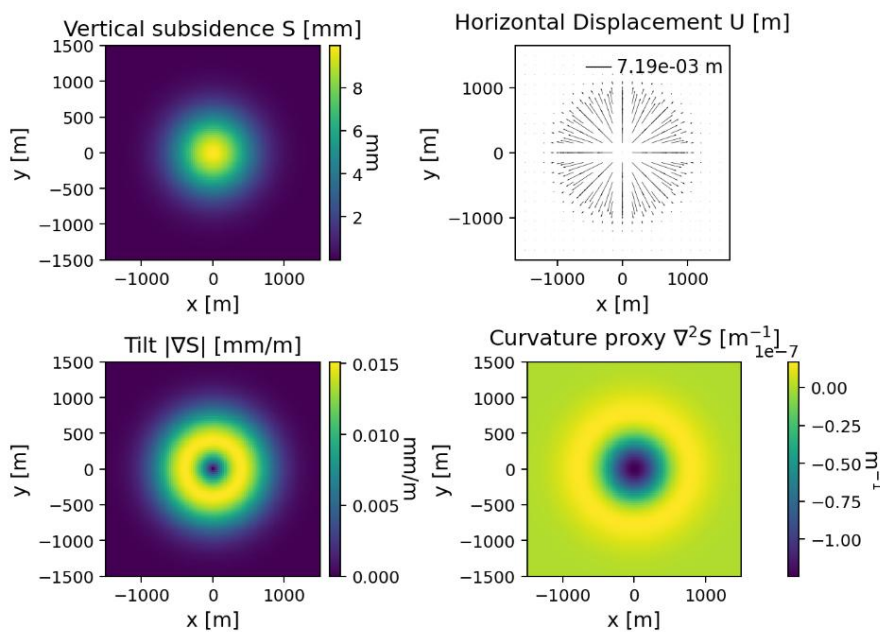 Vertical subsidence S [mm]
1500
1000
500
0
−500
−1000
−1500
y [m]
−1000 0 1000
x [m]
8
6
4
2
mm
Horizontal Displacement U [m]
7.19e-03 m
1000
0
−1000
y [m]
−1000 0 1000
x [m]
Tilt |∇S| [mm/m]
1500
1000
500
0
−500
−1000
−1500
y [m]
−1000 0 1000
x [m]
0.015
0.010
0.005
0.000
mm/m
Curvature proxy ∇²S [m⁻¹]
1e−7
1500
1000
500
0
−500
−1000
−1500
y [m]
−1000 0 1000
x [m]
0.00
−0.25
−0.50
−0.75
−1.00
m⁻¹